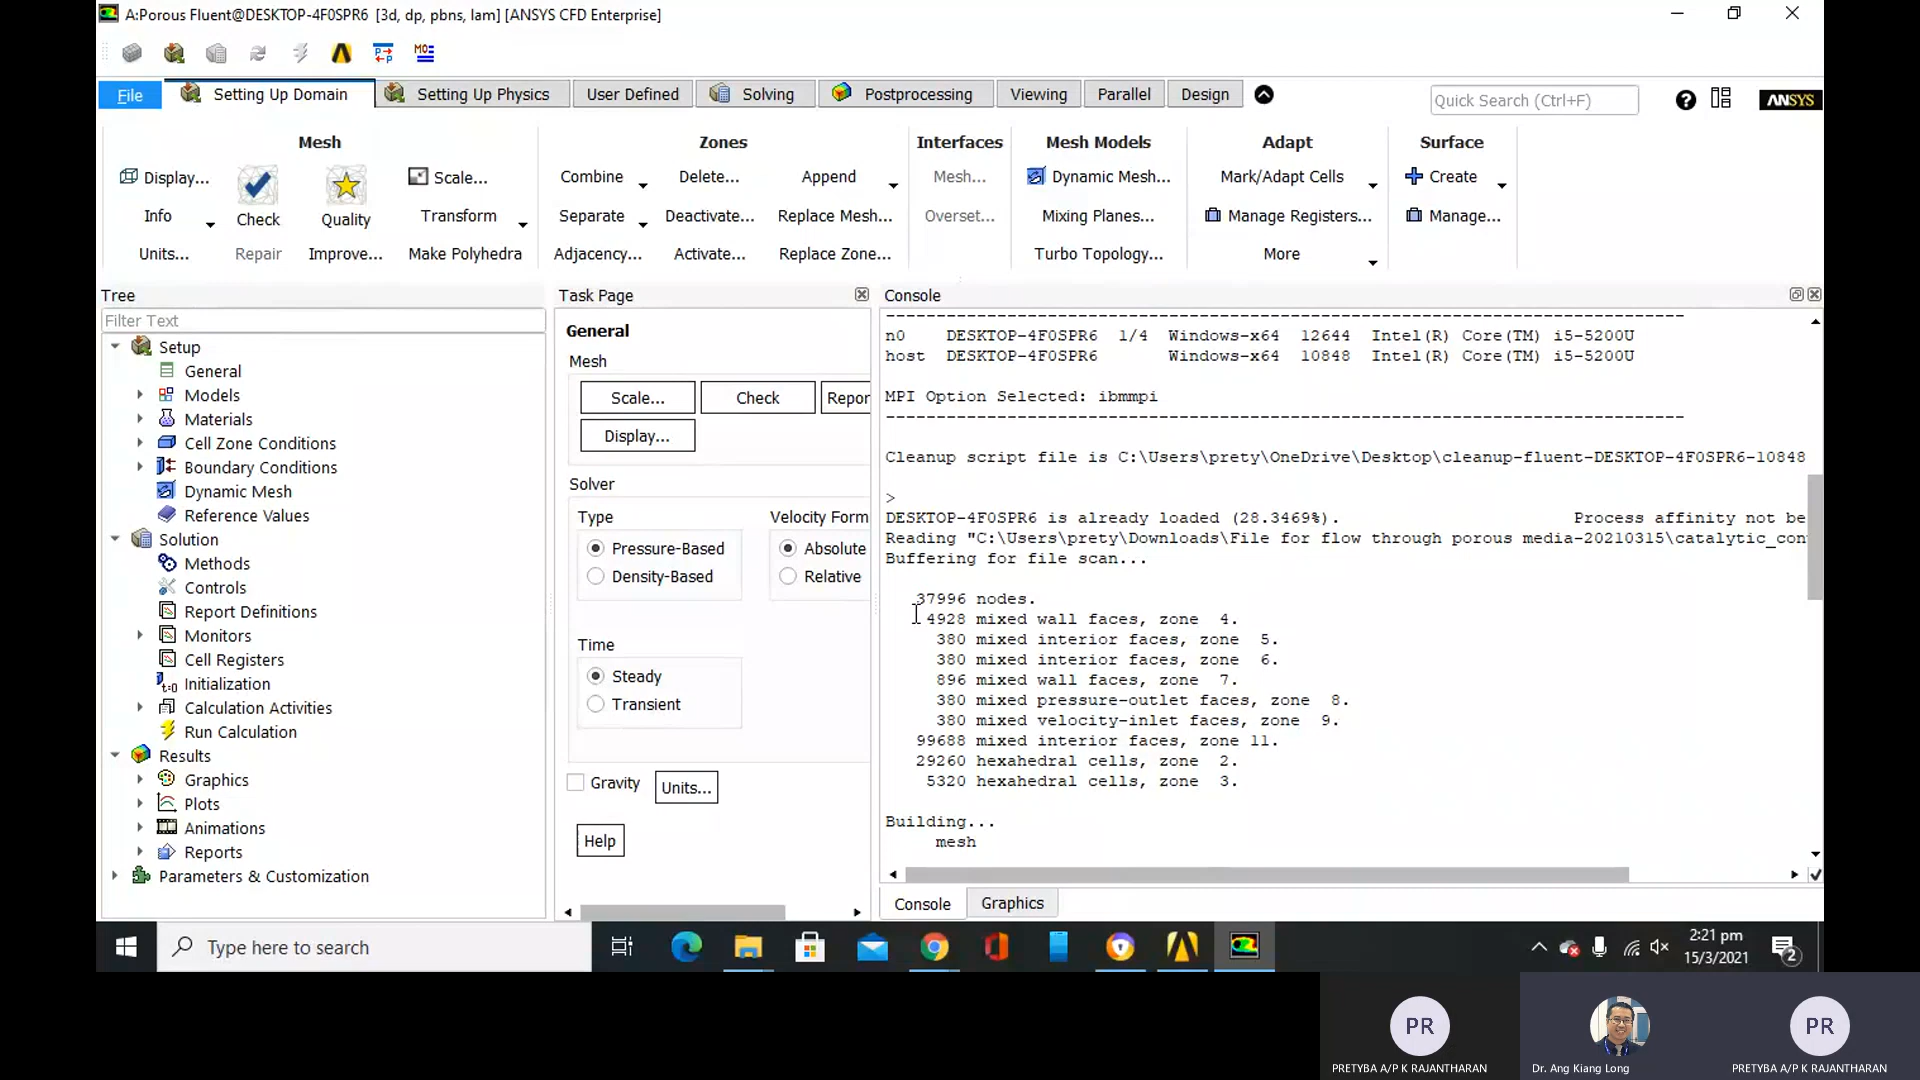 A:Porous Fluent@DESKTOP-4F0SPR6 [3d, dp, pbns, lam] [ANSYS CFD Enterprise]
File
Setting Up Domain
Setting Up Physics
User Defined
Solving
Postprocessing
Viewing
Parallel
Design
Quick Search (Ctrl+F)
ANSYS
Mesh
Zones
Interfaces
Mesh Models
Adapt
Surface
Display...
Info
Units...
Check
Repair
Quality
Improve...
Scale...
Transform
Make Polyhedra
Combine
Separate
Adjacency...
Delete...
Deactivate...
Activate...
Append
Replace Mesh...
Replace Zone...
Mesh...
Overset...
Dynamic Mesh...
Mixing Planes...
Turbo Topology...
Mark/Adapt Cells
Manage Registers...
More
Create
Manage...
Tree
Filter Text
Setup
General
Models
Materials
Cell Zone Conditions
Boundary Conditions
Dynamic Mesh
Reference Values
Solution
Methods
Controls
Report Definitions
Monitors
Cell Registers
Initialization
Calculation Activities
Run Calculation
Results
Graphics
Plots
Animations
Reports
Parameters & Customization
Task Page
General
Mesh
Scale...
Check
Repor
Display...
Solver
Type
Pressure-Based
Density-Based
Velocity Form
Absolute
Relative
Time
Steady
Transient
Gravity
Units...
Help
Console
--------------------------------------------------------------------------------
n0 DESKTOP-4F0SPR6 1/4 Windows-x64 12644 Intel(R) Core(TM) i5-5200U
host DESKTOP-4F0SPR6 Windows-x64 10848 Intel(R) Core(TM) i5-5200U
MPI Option Selected: ibmmpi
--------------------------------------------------------------------------------
Cleanup script file is C:\Users\prety\OneDrive\Desktop\cleanup-fluent-DESKTOP-4F0SPR6-10848
>
DESKTOP-4F0SPR6 is already loaded (28.3469%). Process affinity not be
Reading "C:\Users\prety\Downloads\File for flow through porous media-20210315\catalytic_con
Buffering for file scan...
37996 nodes.
4928 mixed wall faces, zone 4.
380 mixed interior faces, zone 5.
380 mixed interior faces, zone 6.
896 mixed wall faces, zone 7.
380 mixed pressure-outlet faces, zone 8.
380 mixed velocity-inlet faces, zone 9.
99688 mixed interior faces, zone 11.
29260 hexahedral cells, zone 2.
5320 hexahedral cells, zone 3.
Building...
mesh
Console
Graphics
Type here to search
2:21 pm
15/3/2021
2
PR
PRETYBA A/P K RAJANTHARAN
Dr. Ang Kiang Long
PR
PRETYBA A/P K RAJANTHARAN